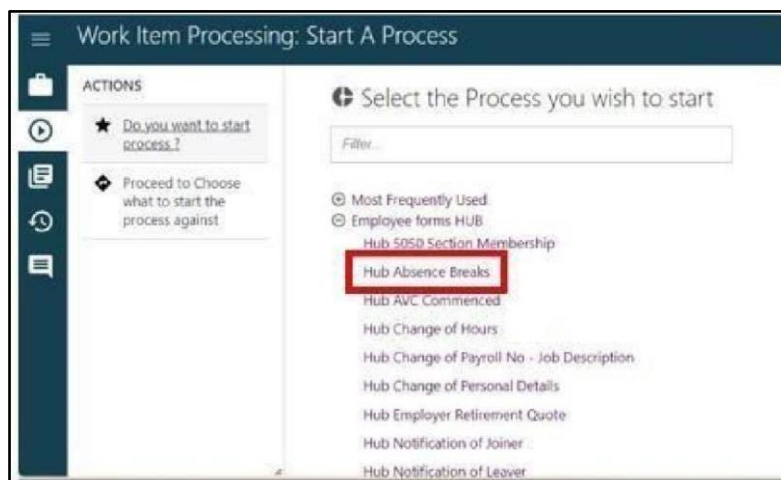 Work Item Processing: Start A Process
ACTIONS
Do you want to start
process ?
Proceed to Choose
what to start the
process against
Select the Process you wish to start
Filter...
Most Frequently Used
Employee forms HUB
Hub 5050 Section Membership
Hub Absence Breaks
Hub AVC Commenced
Hub Change of Hours
Hub Change of Payroll No - Job Description
Hub Change of Personal Details
Hub Employer Retirement Quote
Hub Notification of Joiner
Hub Notification of Leaver